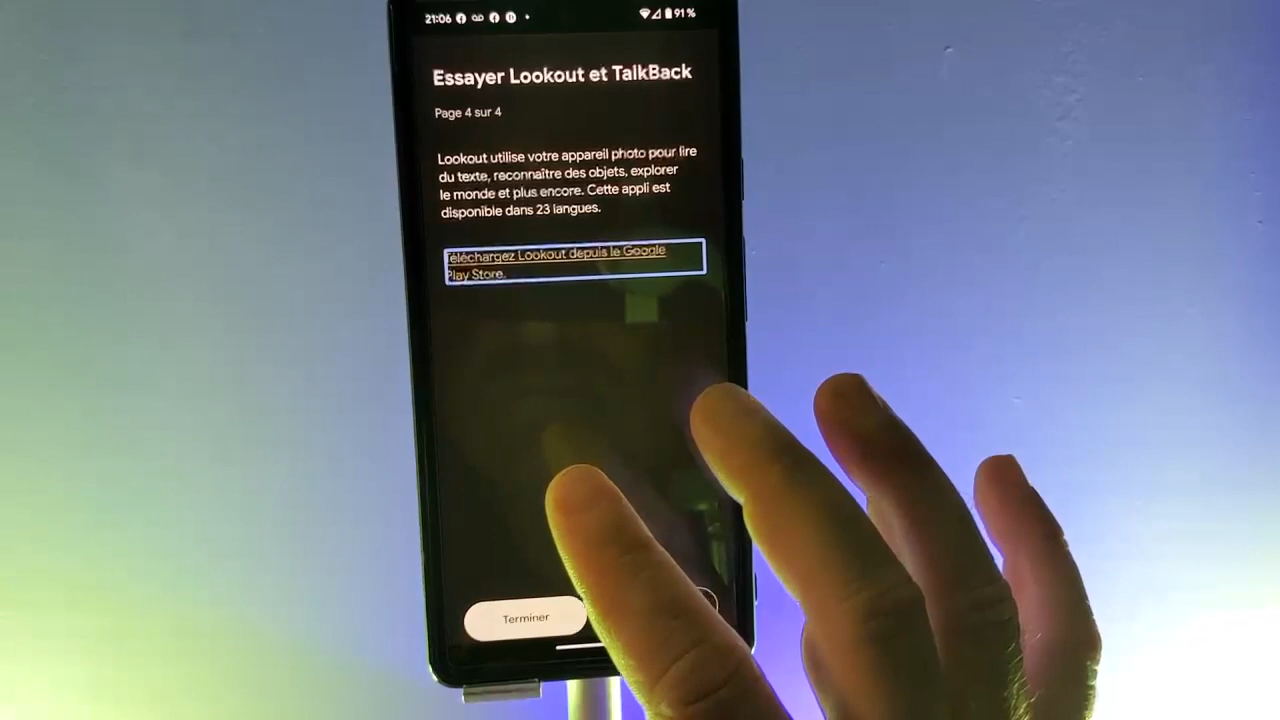 21:06 91 %
Essayer Lookout et TalkBack
Page 4 sur 4
Lookout utilise votre appareil photo pour lire
du texte, reconnaître des objets, explorer
le monde et plus encore. Cette appli est
disponible dans 23 langues.
Téléchargez Lookout depuis le Google
Play Store.
Terminer